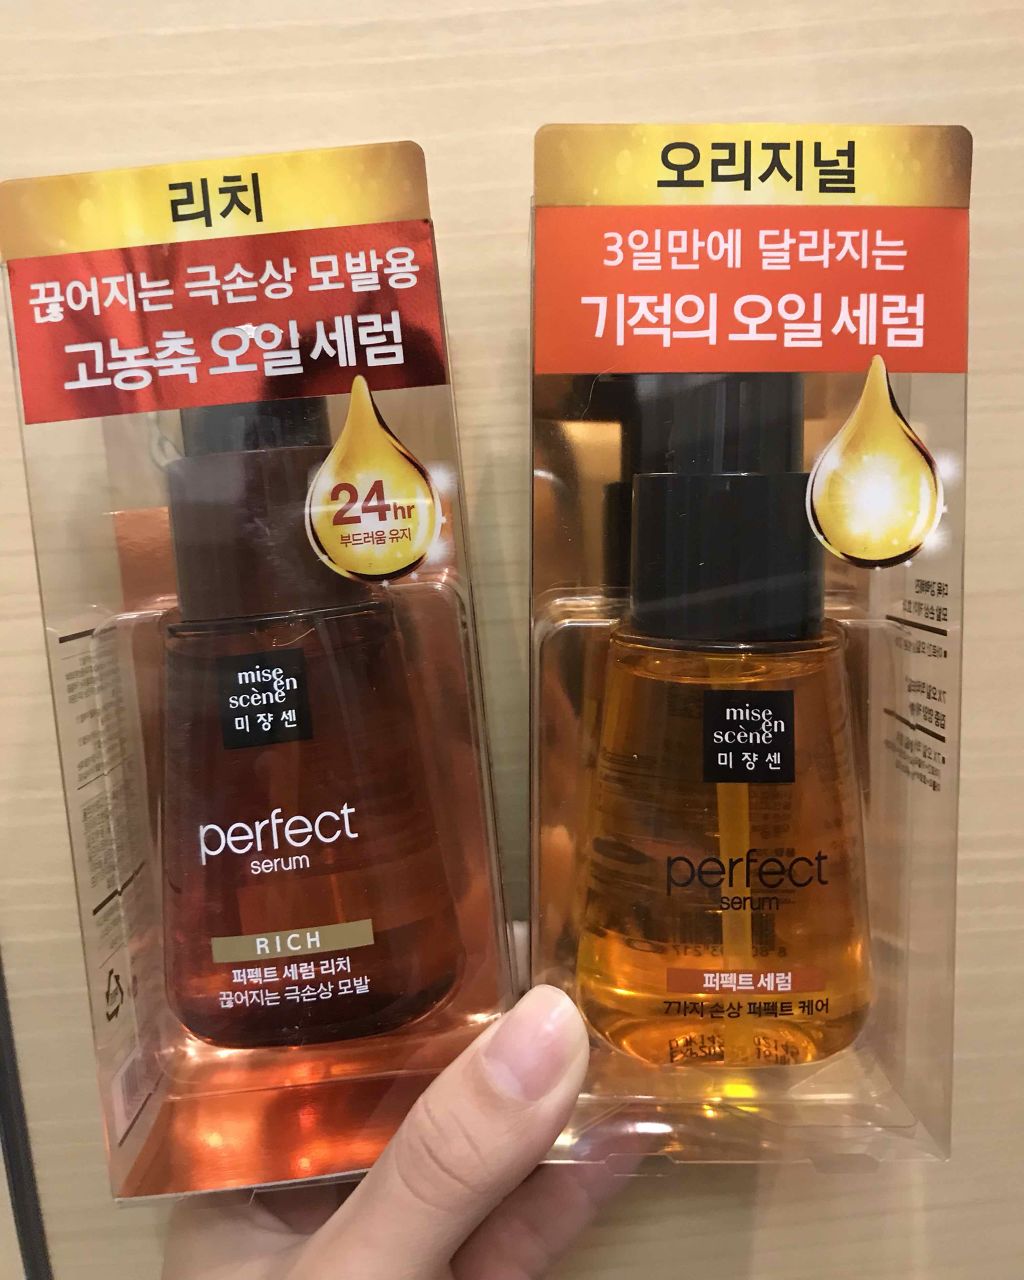 리치
끊어지는 극손상 모발용
고농축 오일 세럼
24hr
부드러움 유지
mise
en
scène
미쟝센
perfect
serum
RICH
퍼펙트 세럼 리치
끊어지는 극손상 모발
오리지널
3일만에 달라지는
기적의 오일 세럼
mise
en
scène
미쟝센
perfect
serum
퍼펙트 세럼
7가지 손상 퍼펙트 케어